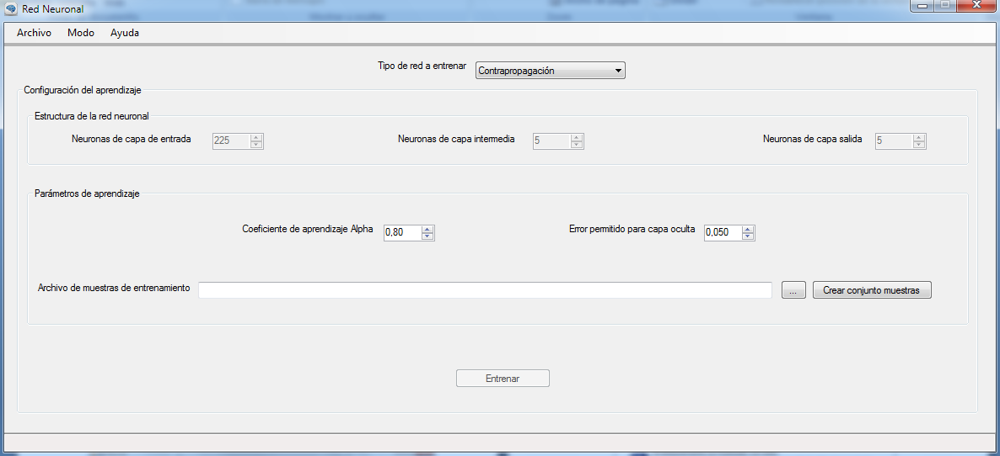 Red Neuronal
Archivo Modo Ayuda
Tipo de red a entrenar Contrapropagación
Configuración del aprendizaje
Estructura de la red neuronal
Neuronas de capa de entrada 225 Neuronas de capa intermedia 5 Neuronas de capa salida 5
Parámetros de aprendizaje
Coeficiente de aprendizaje Alpha 0,80 Error permitido para capa oculta 0,050
Archivo de muestras de entrenamiento ... Crear conjunto muestras
Entrenar